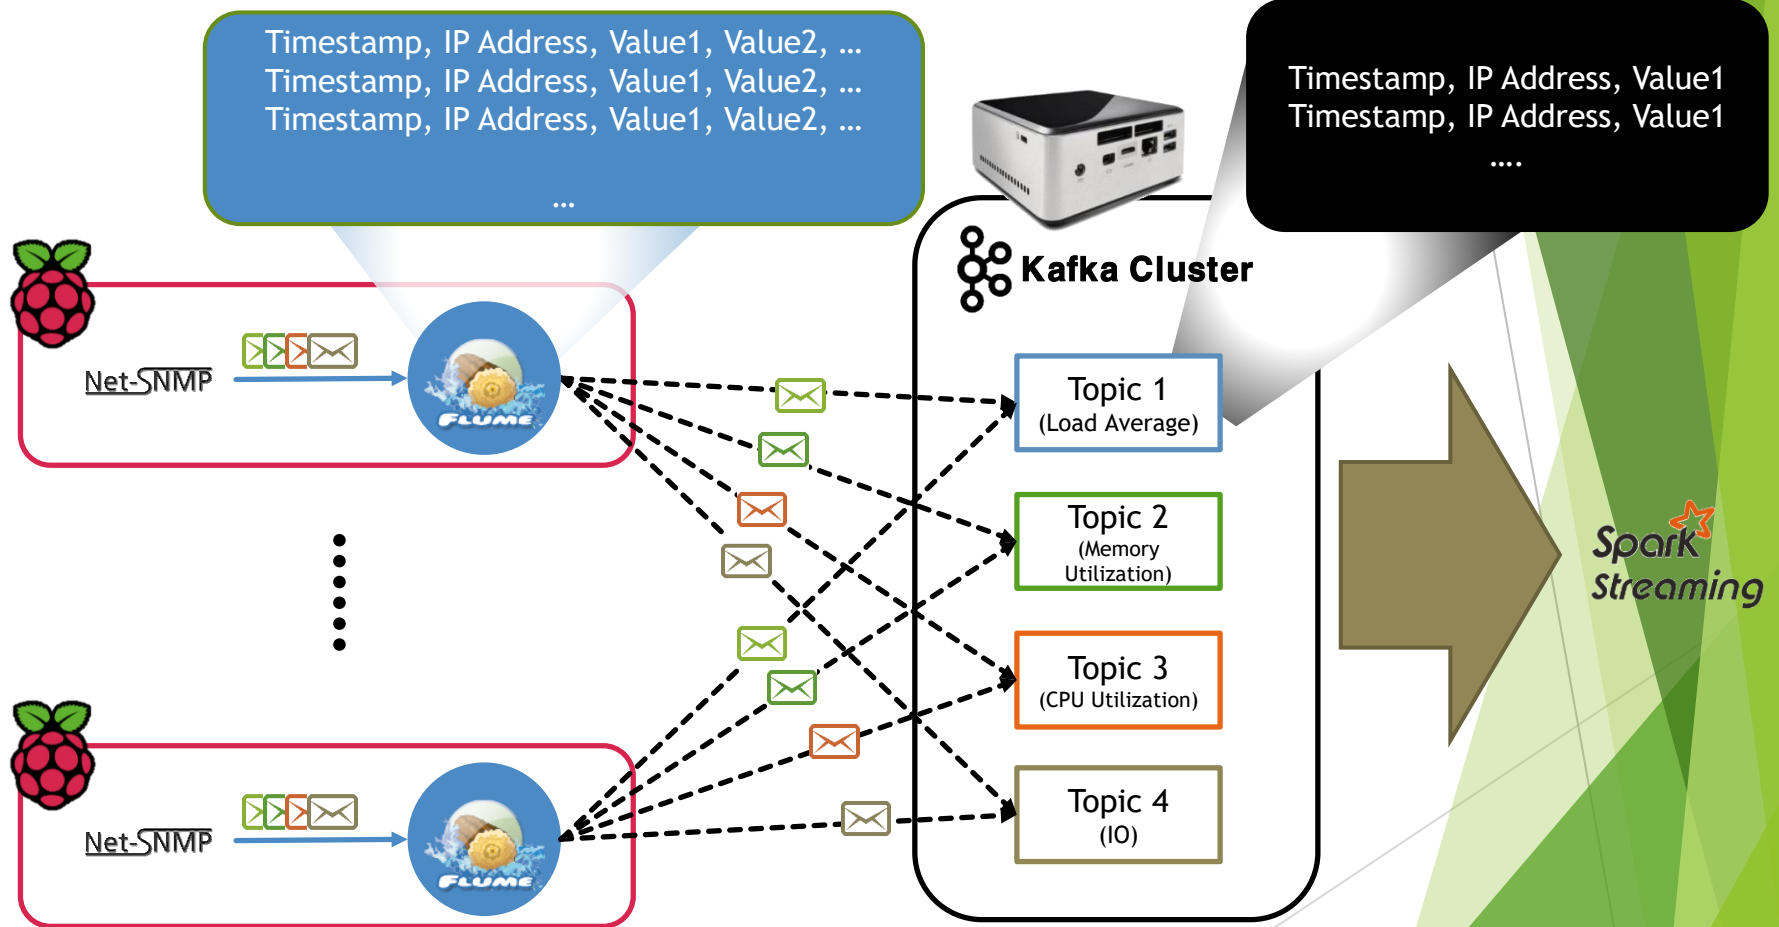 Timestamp, IP Address, Value1, Value2, …
Timestamp, IP Address, Value1, Value2, …
Timestamp, IP Address, Value1, Value2, …
…
Timestamp, IP Address, Value1
Timestamp, IP Address, Value1
….
Kafka Cluster
Net-SNMP
FLUME
Topic 1
(Load Average)
Topic 2
(Memory
Utilization)
Topic 3
(CPU Utilization)
Topic 4
(IO)
Spark
Streaming
Net-SNMP
FLUME